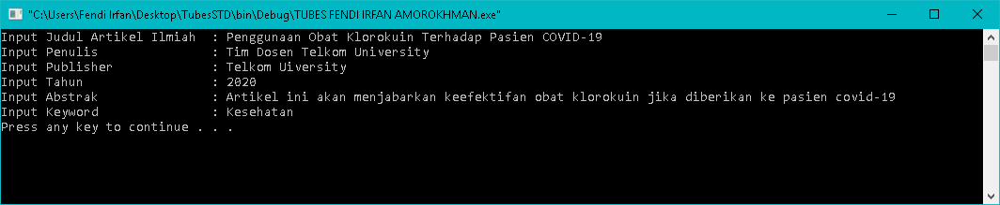 "C:\Users\Fendi Irfan\Desktop\TubesSTD\bin\Debug\TUBES FENDI IRFAN AMOROKHMAN.exe"
Input Judul Artikel Ilmiah  : Penggunaan Obat Klorokuin Terhadap Pasien COVID-19
Input Penulis               : Tim Dosen Telkom University
Input Publisher             : Telkom Uiversity
Input Tahun                 : 2020
Input Abstrak               : Artikel ini akan menjabarkan keefektifan obat klorokuin jika diberikan ke pasien covid-19
Input Keyword               : Kesehatan
Press any key to continue . . .